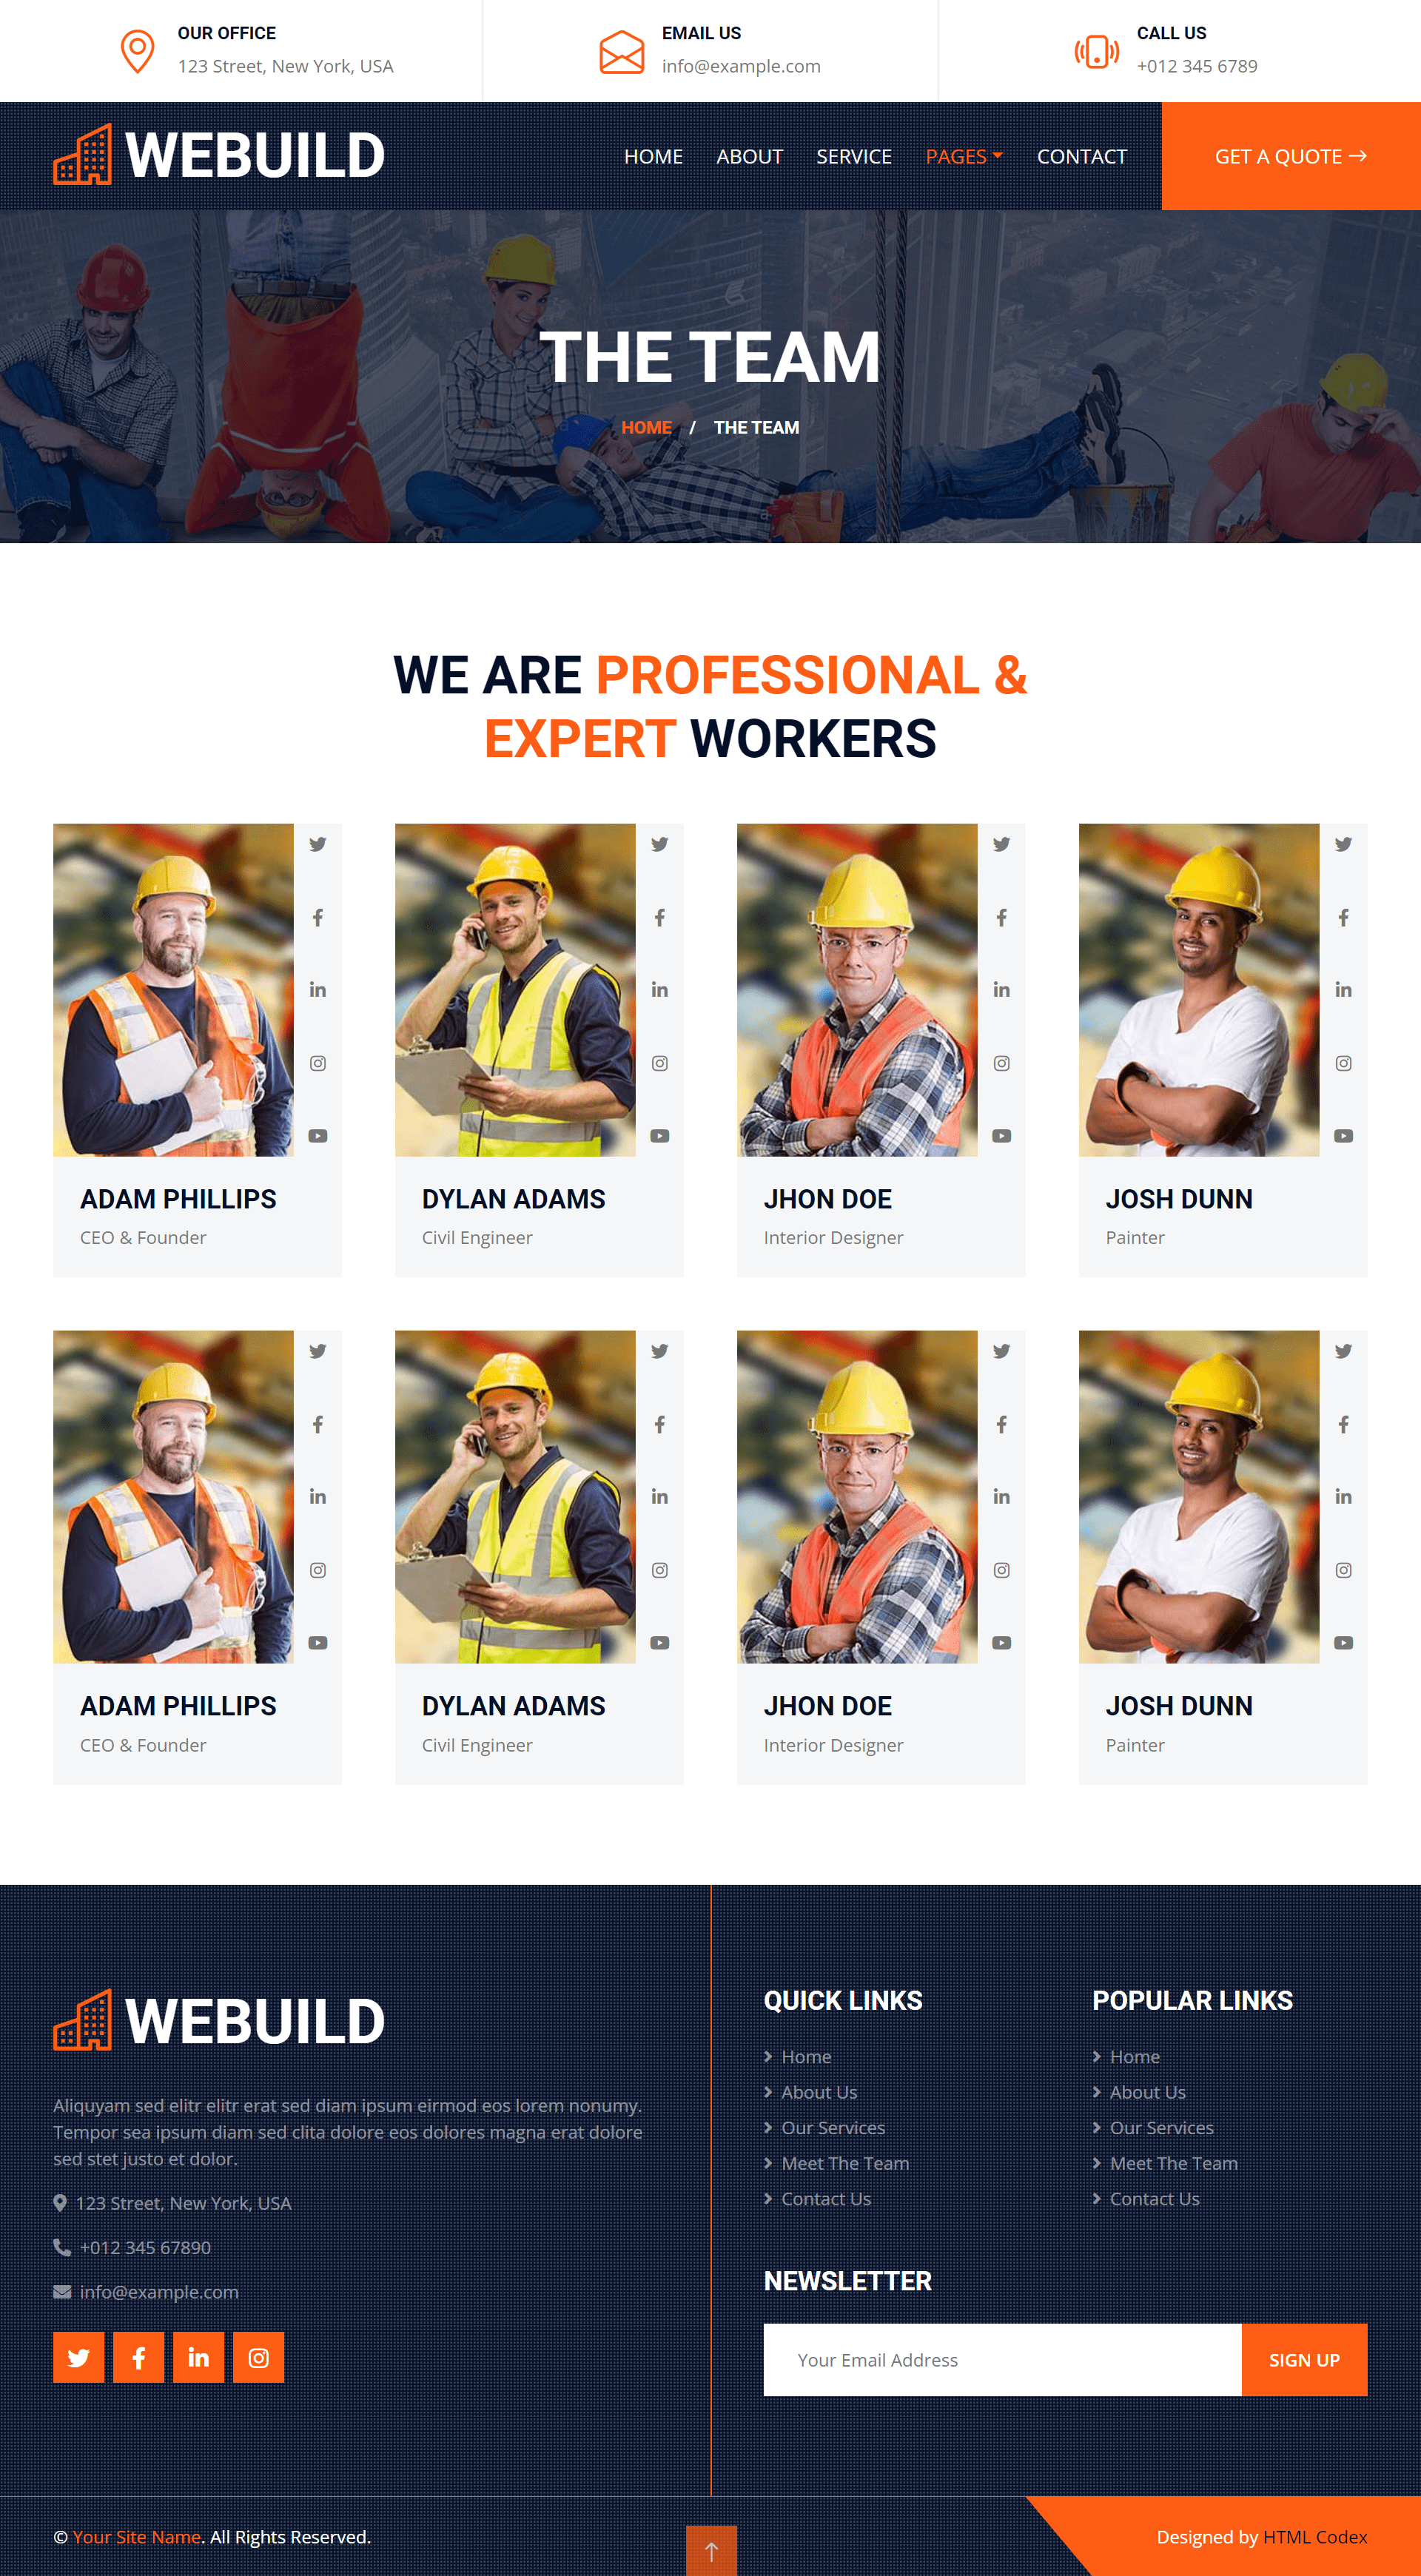 OUR OFFICE
123 Street, New York, USA
EMAIL US
info@example.com
CALL US
+012 345 6789
WEBUILD
HOME
ABOUT
SERVICE
PAGES
CONTACT
GET A QUOTE
THE TEAM
HOME / THE TEAM
WE ARE PROFESSIONAL &
EXPERT WORKERS
ADAM PHILLIPS
CEO & Founder
DYLAN ADAMS
Civil Engineer
JHON DOE
Interior Designer
JOSH DUNN
Painter
ADAM PHILLIPS
CEO & Founder
DYLAN ADAMS
Civil Engineer
JHON DOE
Interior Designer
JOSH DUNN
Painter
WEBUILD
Aliquyam sed elitr elitr erat sed diam ipsum eirmod eos lorem nonumy.
Tempor sea ipsum diam sed clita dolore eos dolores magna erat dolore
sed stet justo et dolor.
123 Street, New York, USA
+012 345 67890
info@example.com
QUICK LINKS
Home
About Us
Our Services
Meet The Team
Contact Us
POPULAR LINKS
Home
About Us
Our Services
Meet The Team
Contact Us
NEWSLETTER
Your Email Address
SIGN UP
© Your Site Name. All Rights Reserved.
Designed by HTML Codex